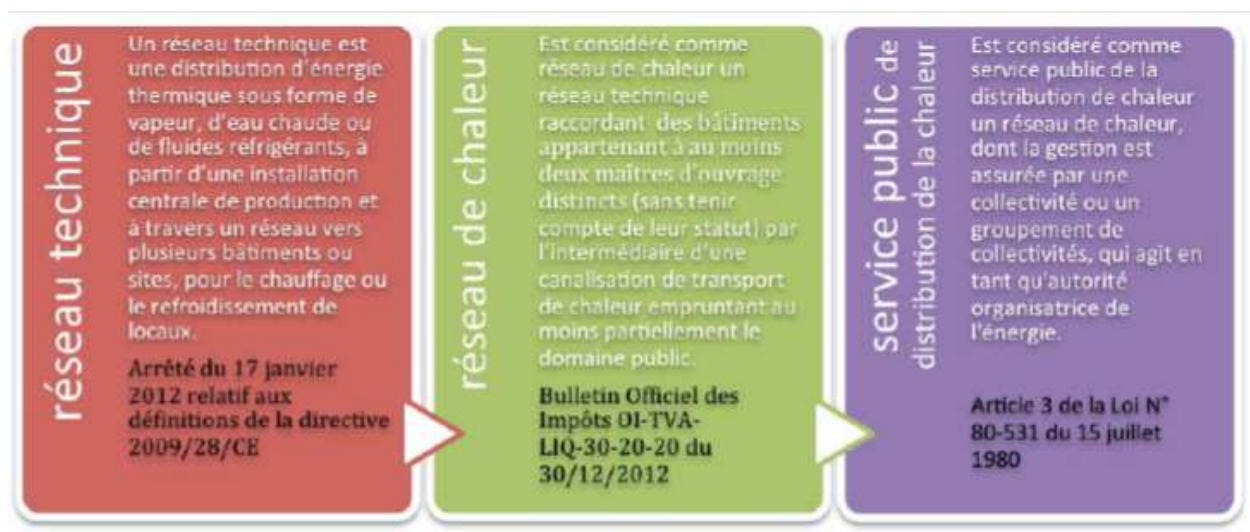 réseau technique
Un réseau technique est
une distribution d'énergie
thermique sous forme de
vapeur, d'eau chaude ou
de fluides réfrigérants, à
partir d'une installation
centrale de production et
à travers un réseau vers
plusieurs bâtiments ou
sites, pour le chauffage ou
le refroidissement de
locaux.
Arrêté du 17 janvier
2012 relatif aux
définitions de la directive
2009/28/CE
réseau de chaleur
Est considéré comme
réseau de chaleur un
réseau technique
raccordant des bâtiments
appartenant à au moins
deux maîtres d'ouvrage
distincts (sans tenir
compte de leur statut) par
l'intermédiaire d'une
canalisation de transport
de chaleur empruntant au
moins partiellement le
domaine public.
Bulletin Officiel des
Impôts OI-TVA-
LIQ-30-20-20 du
30/12/2012
service public de
distribution de la chaleur
Est considéré comme
service public de la
distribution de chaleur
un réseau de chaleur,
dont la gestion est
assurée par une
collectivité ou un
groupement de
collectivités, qui agit en
tant qu'autorité
organisatrice de
l'énergie.
Article 3 de la Loi N°
80-531 du 15 juillet
1980